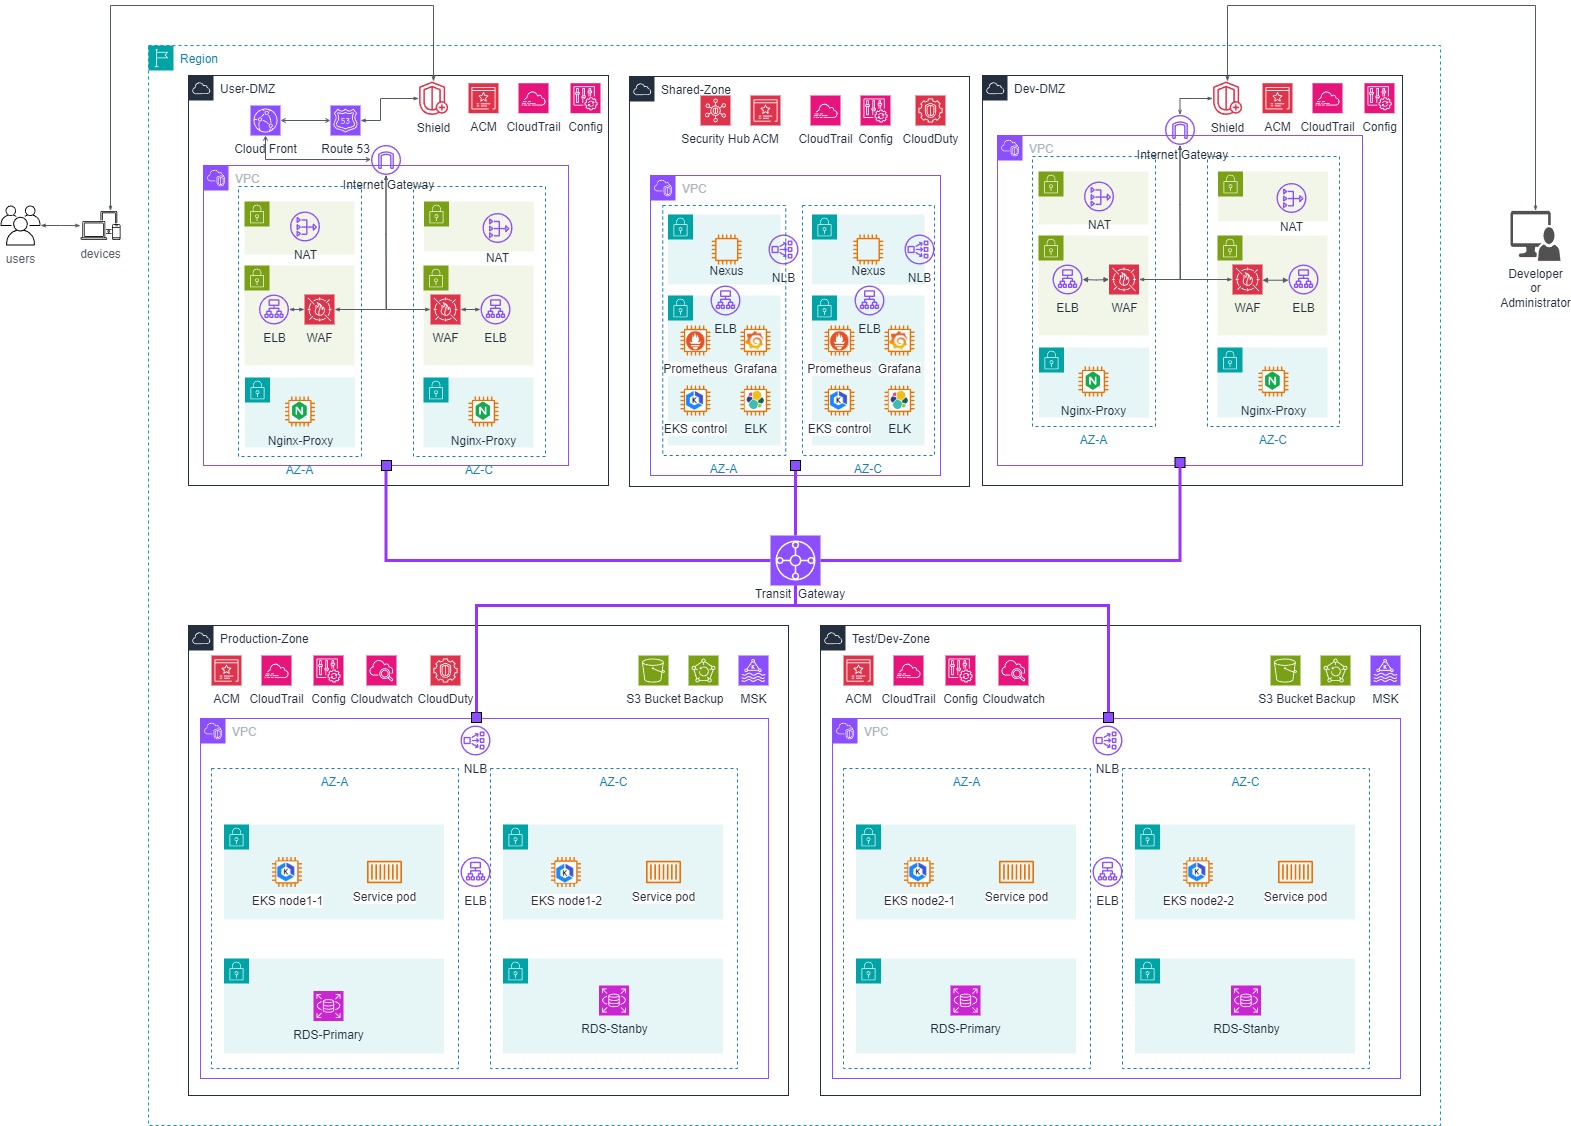 Region
User-DMZ
Shield
ACM
CloudTrail
Config
Cloud Front
Route 53
53
Internet Gateway
VPC
NAT
NAT
ELB
WAF
WAF
ELB
N
Nginx-Proxy
N
Nginx-Proxy
AZ-A
AZ-C
users
devices
Shared-Zone
Security Hub
ACM
CloudTrail
Config
CloudDuty
VPC
Nexus
NLB
Nexus
NLB
ELB
ELB
Prometheus
Grafana
Prometheus
Grafana
K
EKS control
ELK
K
EKS control
ELK
AZ-A
AZ-C
Dev-DMZ
Shield
ACM
CloudTrail
Config
Internet Gateway
VPC
NAT
NAT
ELB
WAF
WAF
ELB
N
Nginx-Proxy
N
Nginx-Proxy
AZ-A
AZ-C
Developer
or
Administrator
Transit Gateway
Production-Zone
ACM
CloudTrail
Config
Cloudwatch
CloudDuty
S3 Bucket
Backup
MSK
VPC
NLB
AZ-A
AZ-C
K
EKS node1-1
Service pod
ELB
K
EKS node1-2
Service pod
RDS-Primary
RDS-Stanby
Test/Dev-Zone
ACM
CloudTrail
Config
Cloudwatch
S3 Bucket
Backup
MSK
VPC
NLB
AZ-A
AZ-C
K
EKS node2-1
Service pod
ELB
K
EKS node2-2
Service pod
RDS-Primary
RDS-Stanby